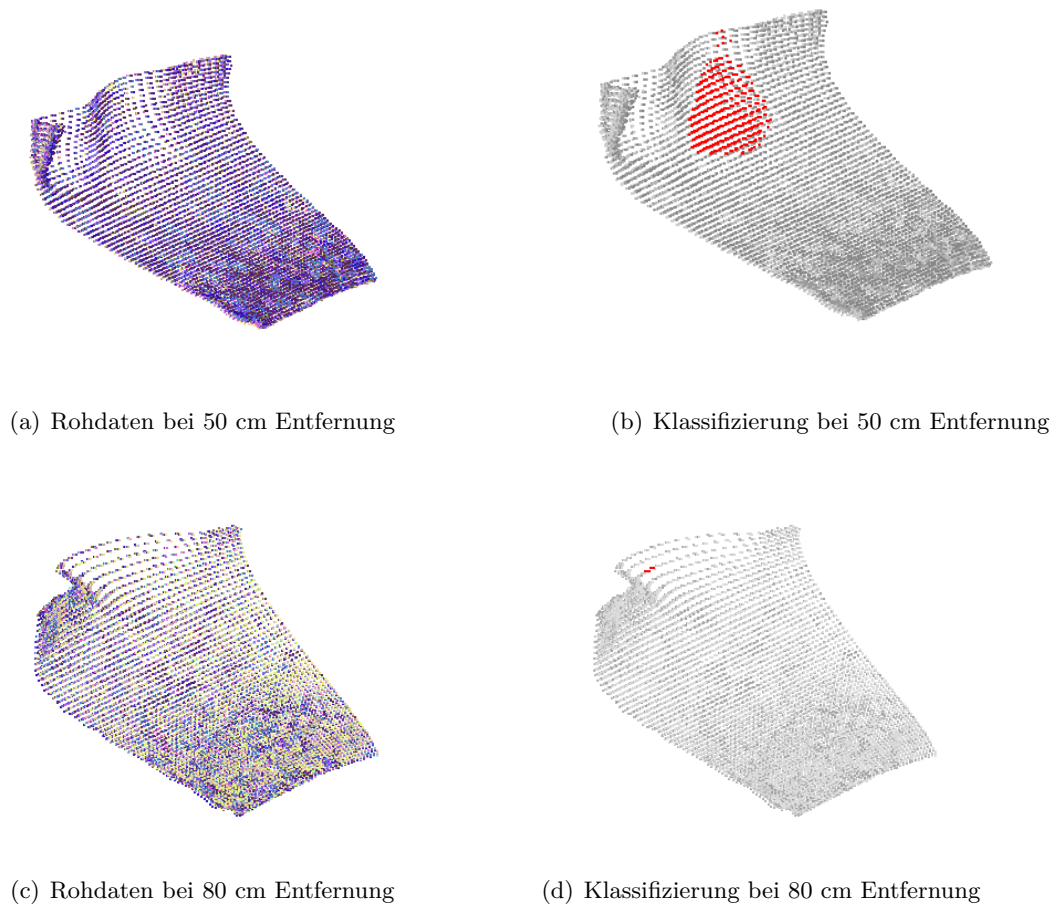 (a) Rohdaten bei 50 cm Entfernung
(b) Klassifizierung bei 50 cm Entfernung
(c) Rohdaten bei 80 cm Entfernung
(d) Klassifizierung bei 80 cm Entfernung